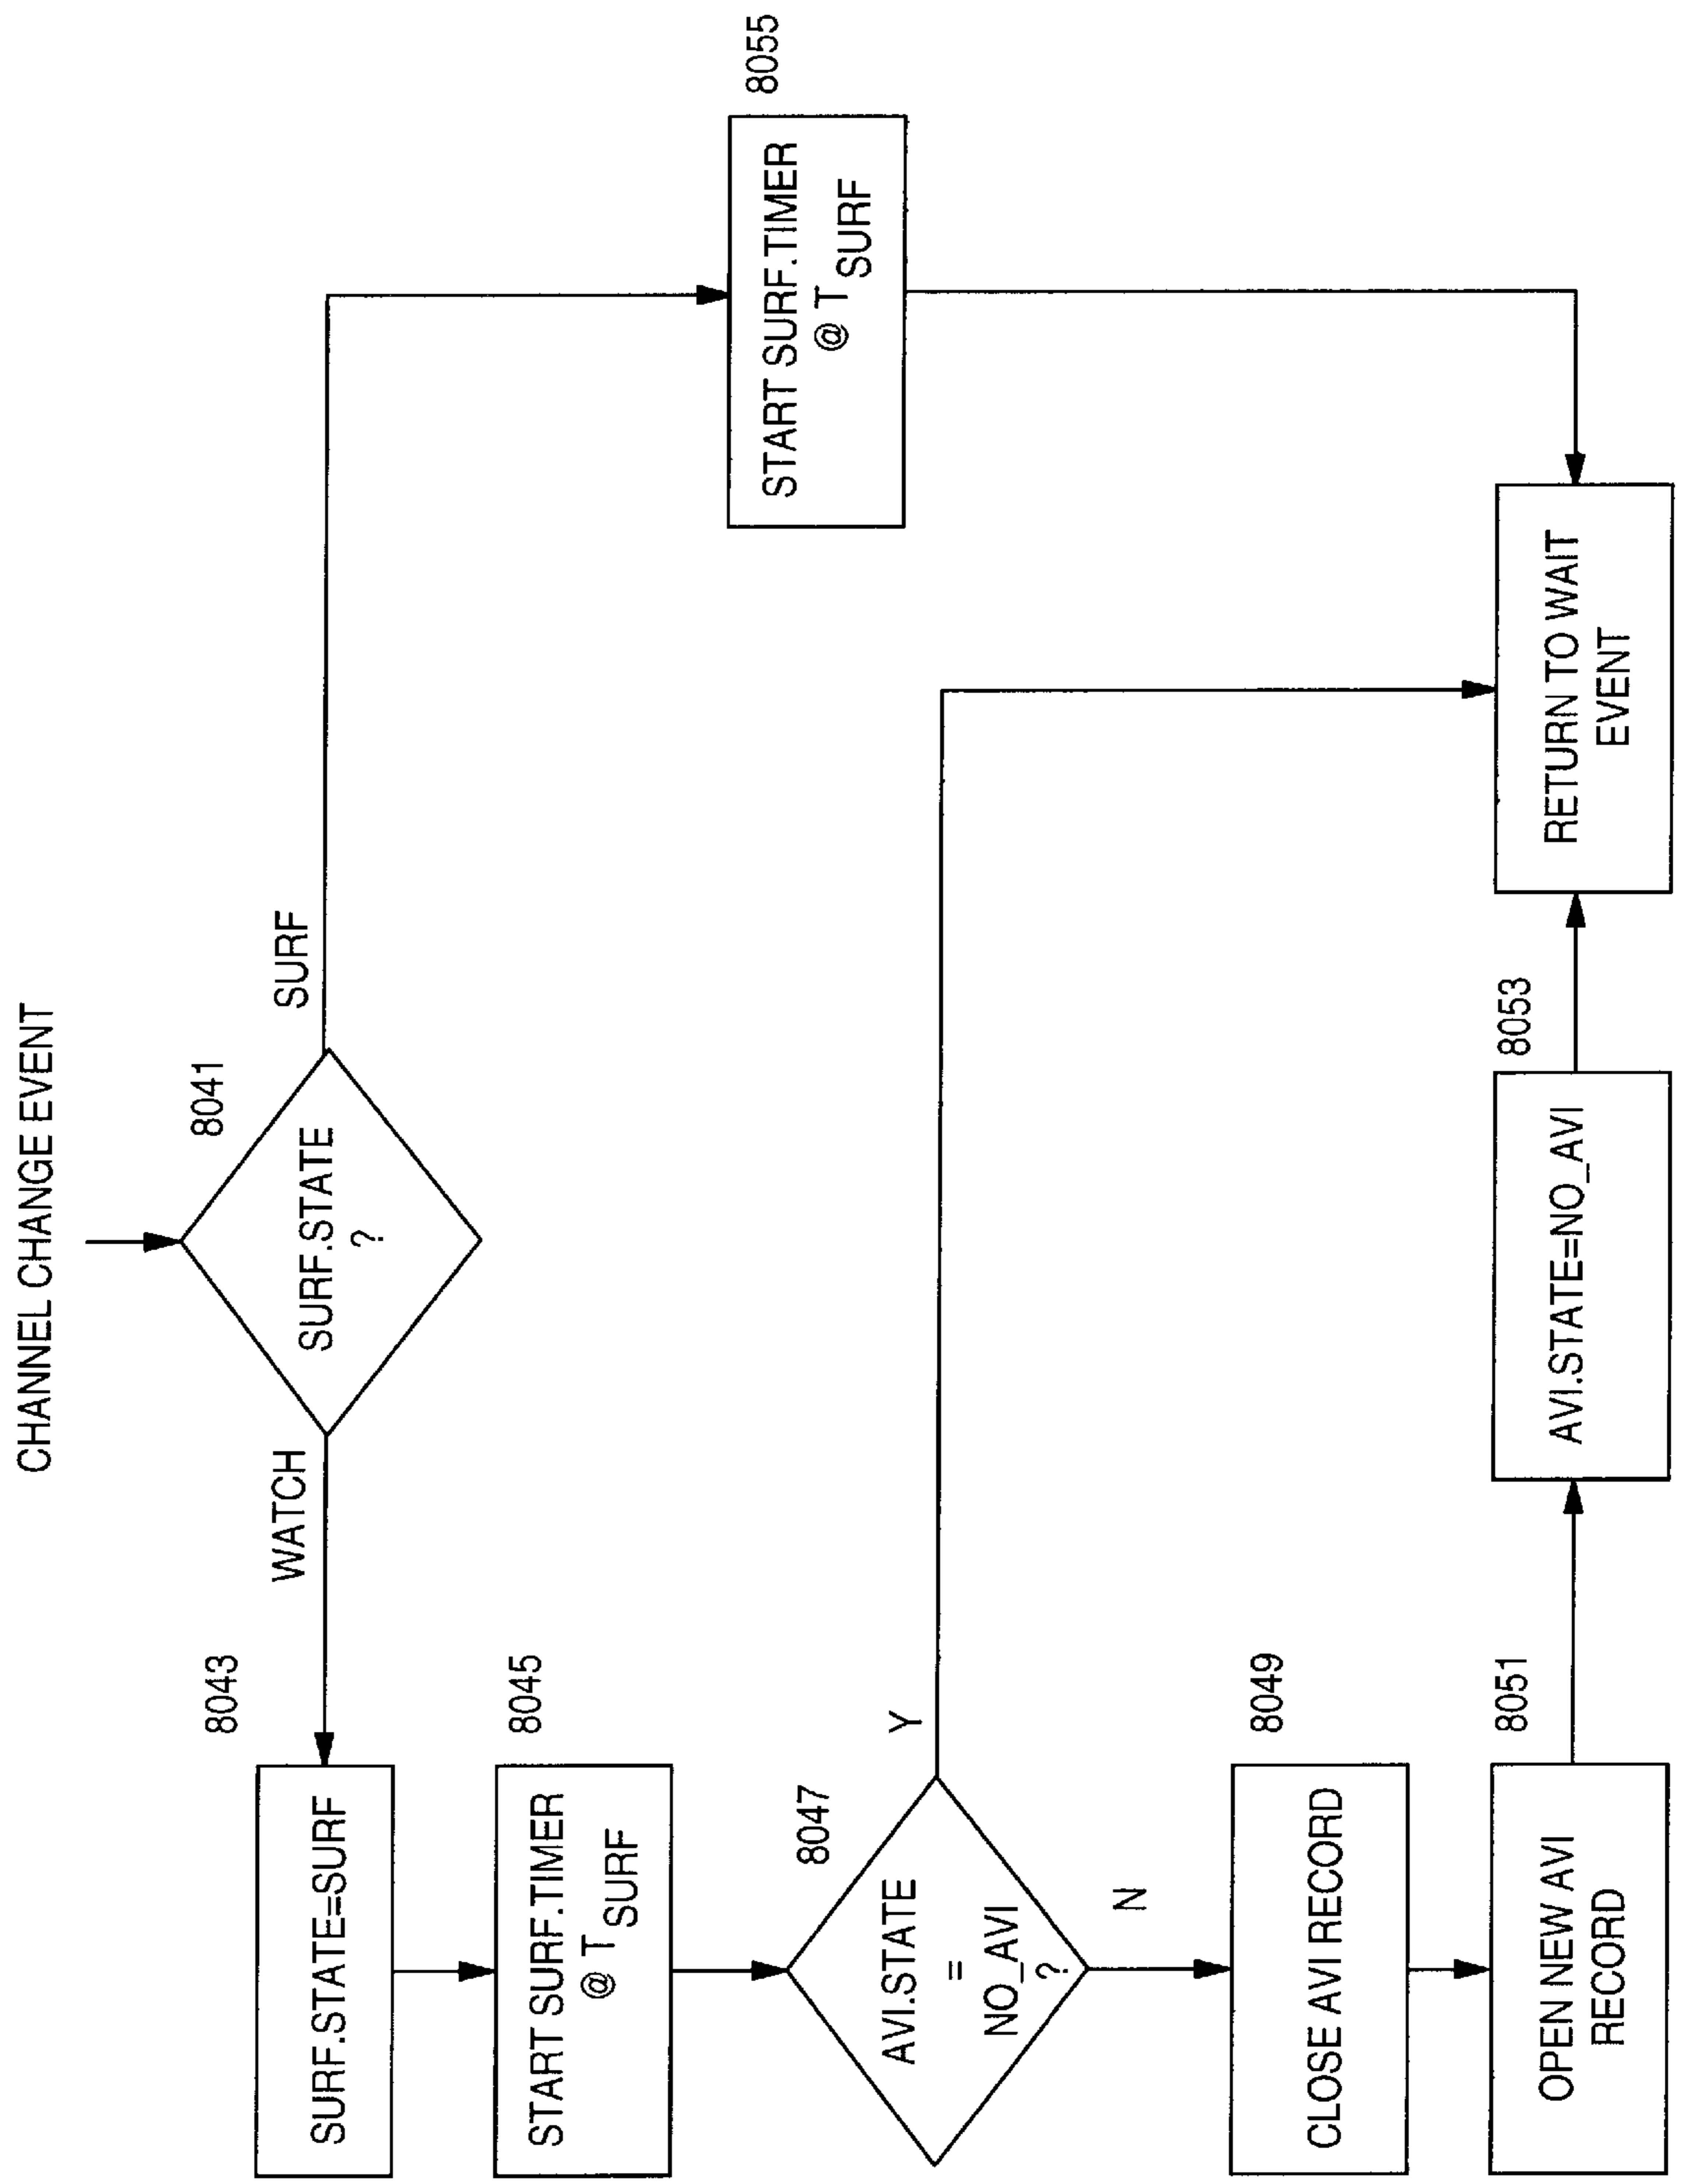 CHANNEL CHANGE EVENT
8041
SURF.STATE
?
WATCH
SURF
8043
SURF.STATE=SURF
8045
START SURF.TIMER
@ T SURF
8047
AVI.STATE
=
NO_AVI
?
Y
N
8049
CLOSE AVI RECORD
8051
OPEN NEW AVI
RECORD
8053
AVI.STATE=NO_AVI
8055
START SURF.TIMER
@ T SURF
RETURN TO WAIT
EVENT